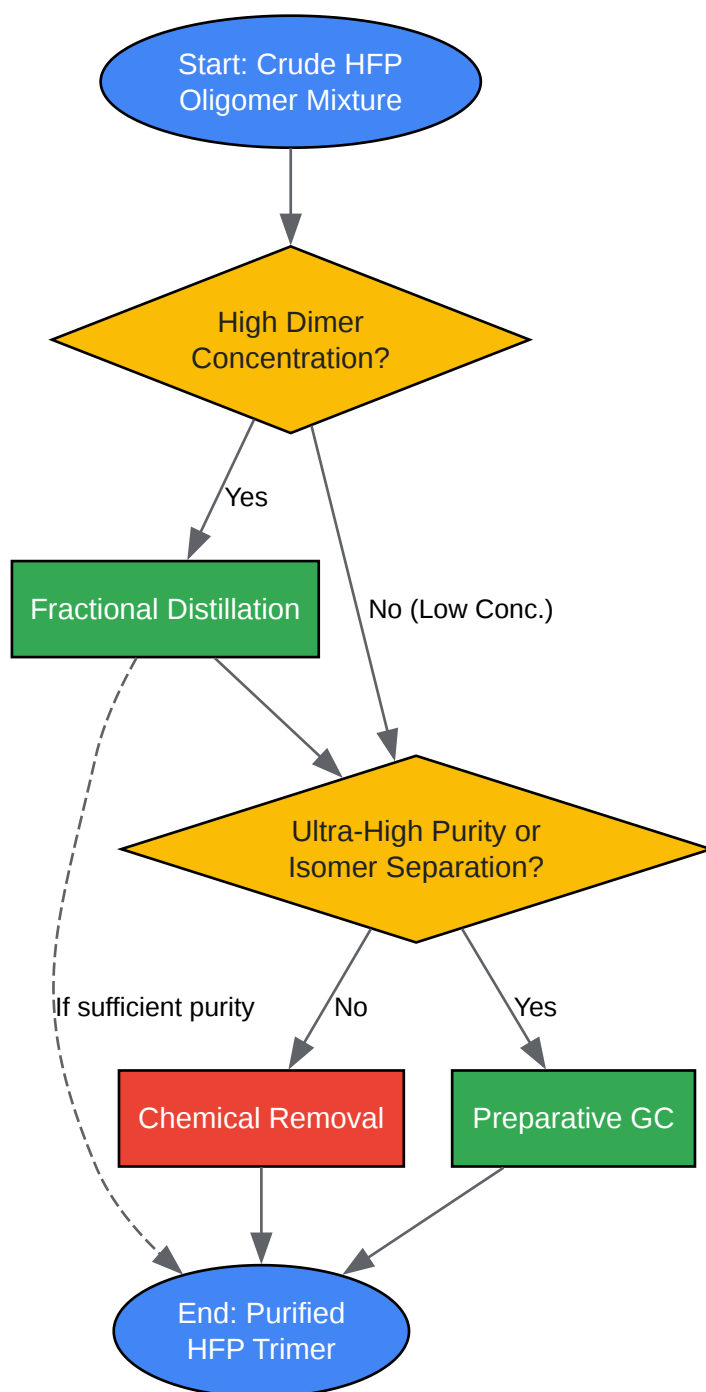 Start: Crude HFP
Oligomer Mixture
High Dimer
Concentration?
Yes
Fractional Distillation
No (Low Conc.)
Ultra-High Purity or
Isomer Separation?
If sufficient purity
No
Yes
Chemical Removal
Preparative GC
End: Purified
HFP Trimer